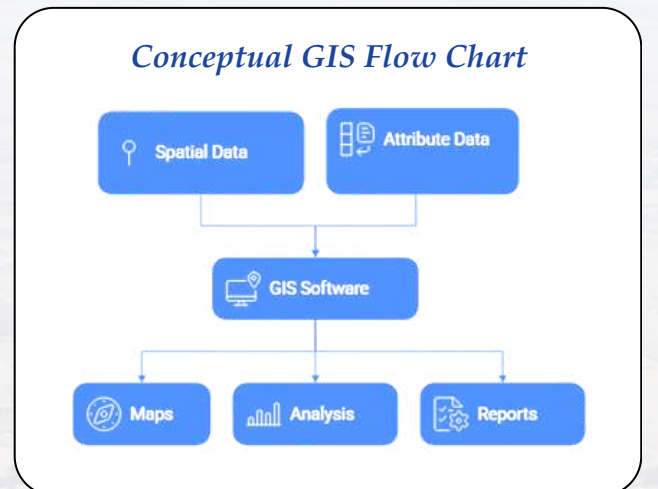 Conceptual GIS Flow Chart
Spatial Data
Attribute Data
GIS Software
Maps
Analysis
Reports